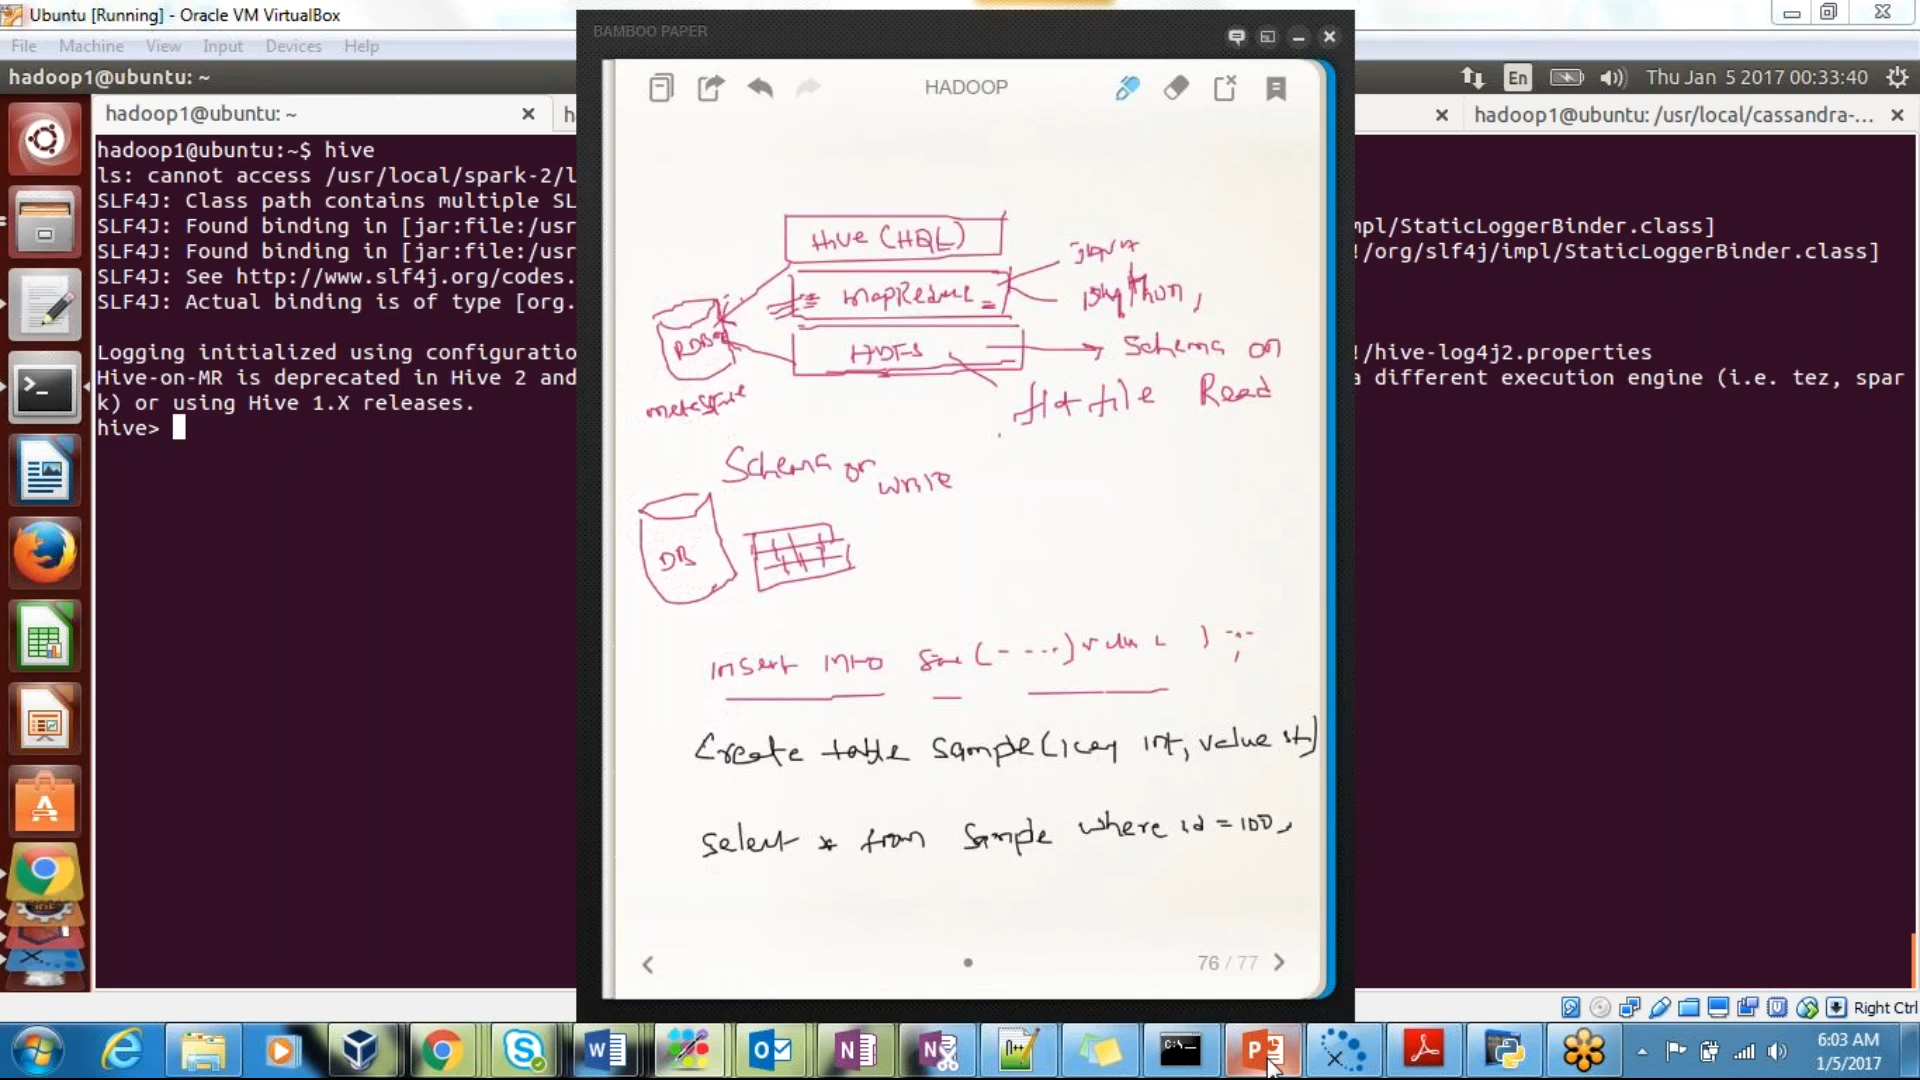 Ubuntu [Running] - Oracle VM VirtualBox
File Machine View Input Devices Help
hadoop1@ubuntu: ~
En
Thu Jan 5 2017 00:33:40
hadoop1@ubuntu: ~
hadoop1@ubuntu: /usr/local/cassandra-...
hadoop1@ubuntu:~$ hive
ls: cannot access /usr/local/spark-2/l
SLF4J: Class path contains multiple SL
SLF4J: Found binding in [jar:file:/usr
mpl/StaticLoggerBinder.class]
SLF4J: Found binding in [jar:file:/usr
!/org/slf4j/impl/StaticLoggerBinder.class]
SLF4J: See http://www.slf4j.org/codes.
SLF4J: Actual binding is of type [org.
Logging initialized using configuratio
!/hive-log4j2.properties
Hive-on-MR is deprecated in Hive 2 and
a different execution engine (i.e. tez, spar
k) or using Hive 1.X releases.
hive>
BAMBOO PAPER
HADOOP
Hive (HQL)
MapReduce
HDFS
Schema on
Read
flat file
metastore
Schema on
write
DB
insert into
Create table Sample(key int, value st)
select * from Sample where id = 100,
76 / 77
Right Ctrl
6:03 AM
1/5/2017